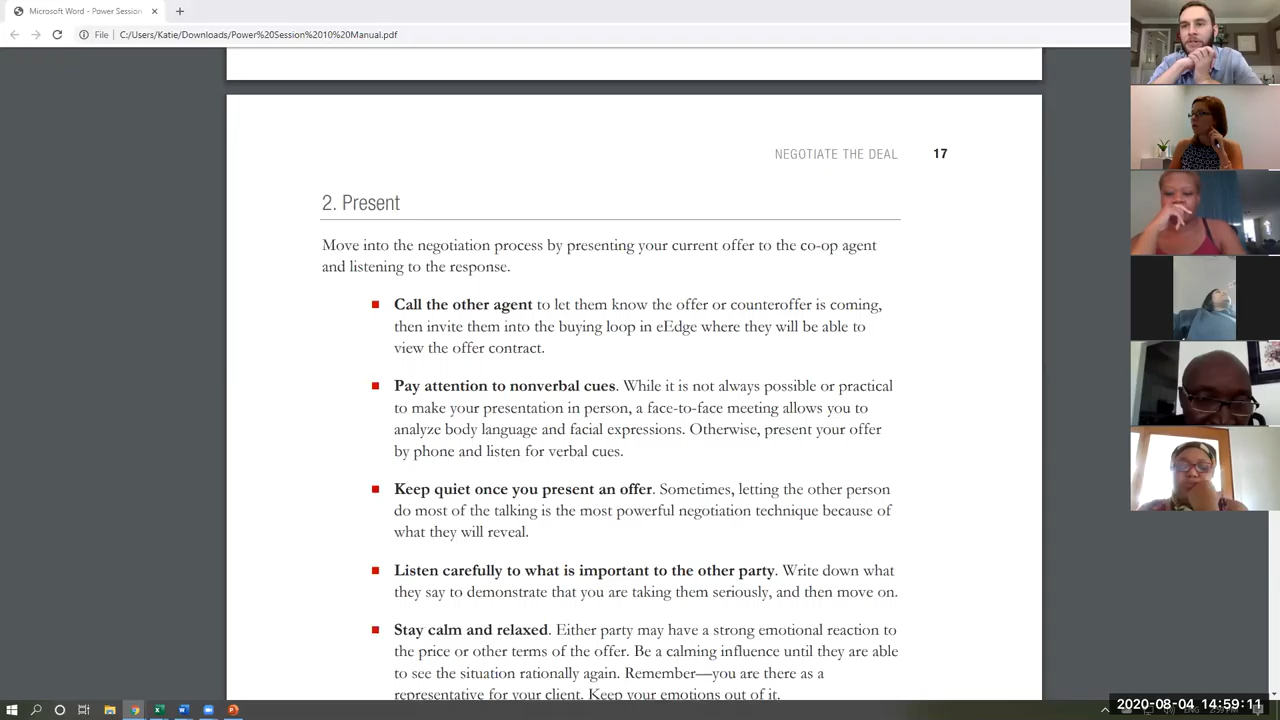 Microsoft Word - Power Session
File
C:/Users/Katie/Downloads/Power%20Session%2010%20Manual.pdf
NEGOTIATE THE DEAL 17
2. Present
Move into the negotiation process by presenting your current offer to the co-op agent
and listening to the response.
Call the other agent to let them know the offer or counteroffer is coming,
then invite them into the buying loop in eEdge where they will be able to
view the offer contract.
Pay attention to nonverbal cues. While it is not always possible or practical
to make your presentation in person, a face-to-face meeting allows you to
analyze body language and facial expressions. Otherwise, present your offer
by phone and listen for verbal cues.
Keep quiet once you present an offer. Sometimes, letting the other person
do most of the talking is the most powerful negotiation technique because of
what they will reveal.
Listen carefully to what is important to the other party. Write down what
they say to demonstrate that you are taking them seriously, and then move on.
Stay calm and relaxed. Either party may have a strong emotional reaction to
the price or other terms of the offer. Be a calming influence until they are able
to see the situation rationally again. Remember—you are there as a
representative for your client. Keep your emotions out of it.
2020-08-04 14:59:11